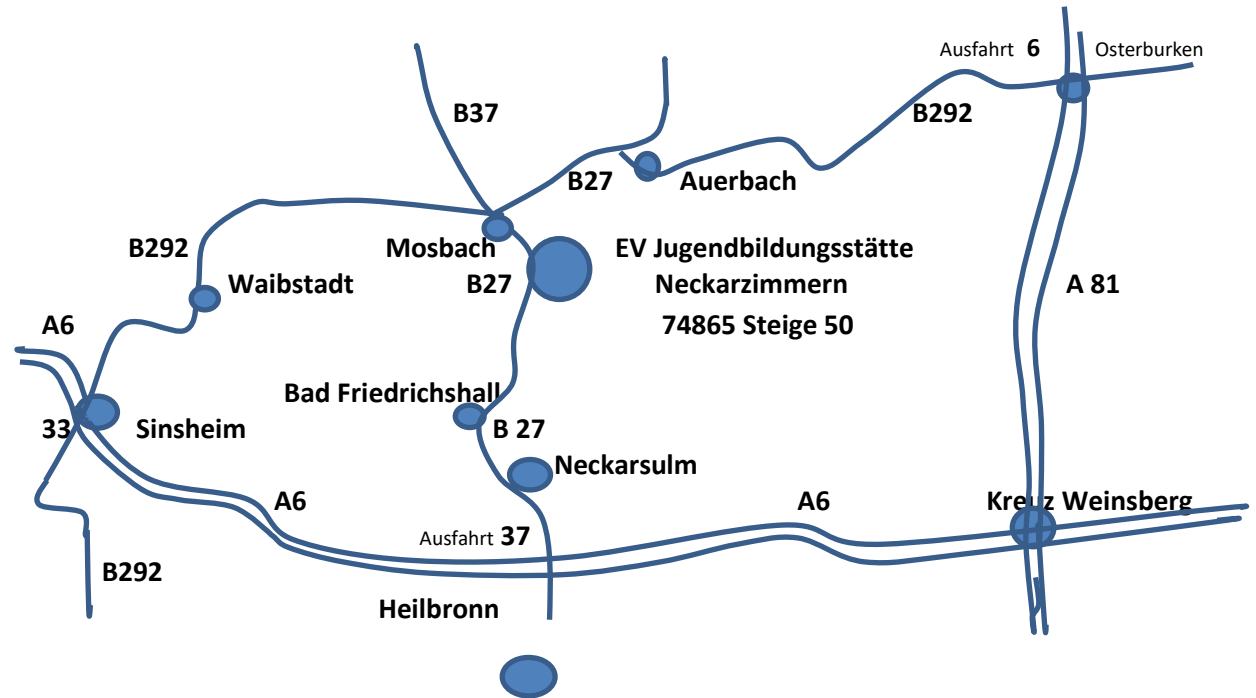 Ausfahrt 6 Osterburken
B37
B292
B27
Auerbach
B292
Mosbach
EV Jugendbildungsstätte
Neckarzimmern
74865 Steige 50
B27
Waibstadt
A 81
A6
Bad Friedrichshall
33
Sinsheim
B 27
Neckarsulm
A6
A6
Kreuz Weinsberg
Ausfahrt 37
B292
Heilbronn